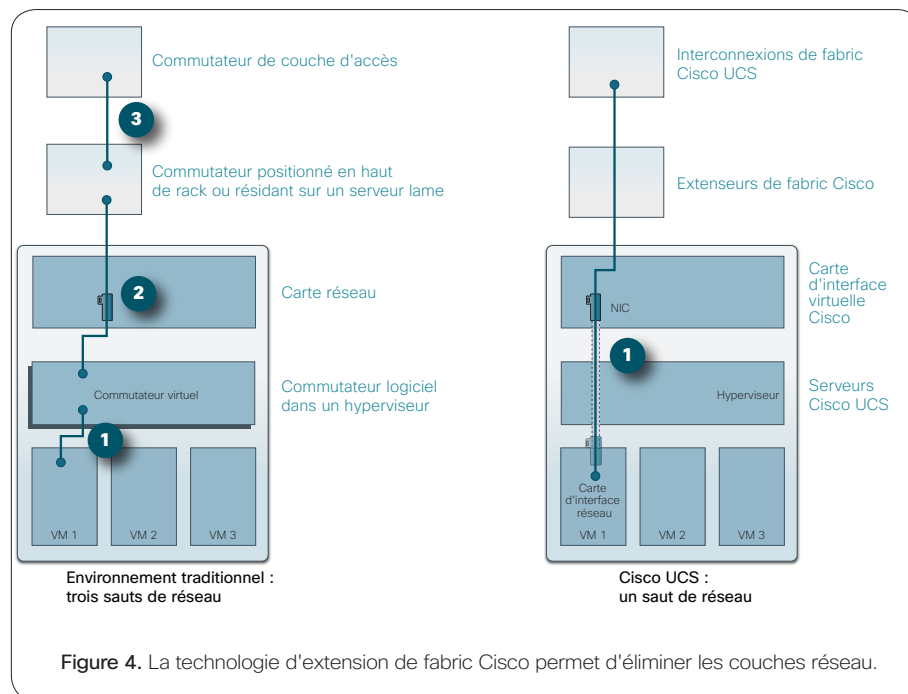 Commutateur de couche d'accès
3
Commutateur positionné en haut
de rack ou résidant sur un serveur lame
2
Carte réseau
Commutateur virtuel
Commutateur logiciel
dans un hyperviseur
1
VM 1
VM 2
VM 3
Environnement traditionnel :
trois sauts de réseau
Interconnexions de fabric
Cisco UCS
Extenseurs de fabric Cisco
NIC
Carte
d'interface
virtuelle
Cisco
1
Hyperviseur
Serveurs
Cisco UCS
Carte
d'interface
réseau
VM 1
VM 2
VM 3
Cisco UCS :
un saut de réseau
Figure 4. La technologie d'extension de fabric Cisco permet d'éliminer les couches réseau.